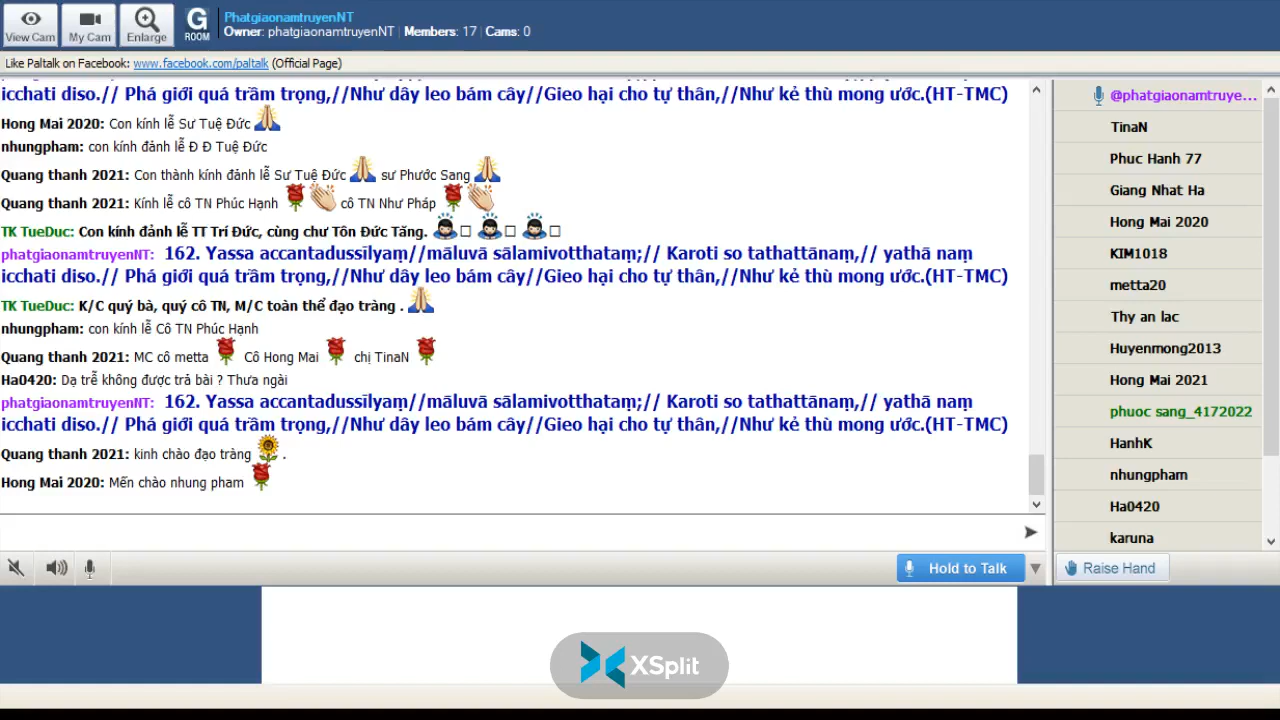 View Cam
My Cam
Enlarge
G
ROOM
PhatgiaonamtruyenNT
Owner: phatgiaonamtruyenNT | Members: 17 | Cams: 0
Like Paltalk on Facebook: www.facebook.com/paltalk (Official Page)
icchati diso.// Phá giới quá trầm trọng,//Như dây leo bám cây//Gieo hại cho tự thân,//Như kẻ thù mong ước.(HT-TMC)
Hong Mai 2020: Con kính lễ Sư Tuệ Đức
nhungpham: con kính đảnh lễ Đ Đ Tuệ Đức
Quang thanh 2021: Con thành kính đảnh lễ Sư Tuệ Đức sư Phước Sang
Quang thanh 2021: Kính lễ cô TN Phúc Hạnh cô TN Như Pháp
TK TueDuc: Con kính đảnh lễ TT Trí Đức, cùng chư Tôn Đức Tăng.
phatgiaonamtruyenNT: 162. Yassa accantadussīlyaṃ//māluvā sālamivotthataṃ;// Karoti so tathattānaṃ,// yathā naṃ
icchati diso.// Phá giới quá trầm trọng,//Như dây leo bám cây//Gieo hại cho tự thân,//Như kẻ thù mong ước.(HT-TMC)
TK TueDuc: K/C quý bà, quý cô TN, M/C toàn thể đạo tràng .
nhungpham: con kính lễ Cô TN Phúc Hạnh
Quang thanh 2021: MC cô metta Cô Hong Mai chị TinaN
Ha0420: Dạ trễ không được trả bài ? Thưa ngài
phatgiaonamtruyenNT: 162. Yassa accantadussīlyaṃ//māluvā sālamivotthataṃ;// Karoti so tathattānaṃ,// yathā naṃ
icchati diso.// Phá giới quá trầm trọng,//Như dây leo bám cây//Gieo hại cho tự thân,//Như kẻ thù mong ước.(HT-TMC)
Quang thanh 2021: kinh chào đạo tràng .
Hong Mai 2020: Mến chào nhung pham
@phatgiaonamtruye...
TinaN
Phuc Hanh 77
Giang Nhat Ha
Hong Mai 2020
KIM1018
metta20
Thy an lac
Huyenmong2013
Hong Mai 2021
phuoc sang_4172022
HanhK
nhungpham
Ha0420
karuna
Hold to Talk
Raise Hand
XSplit